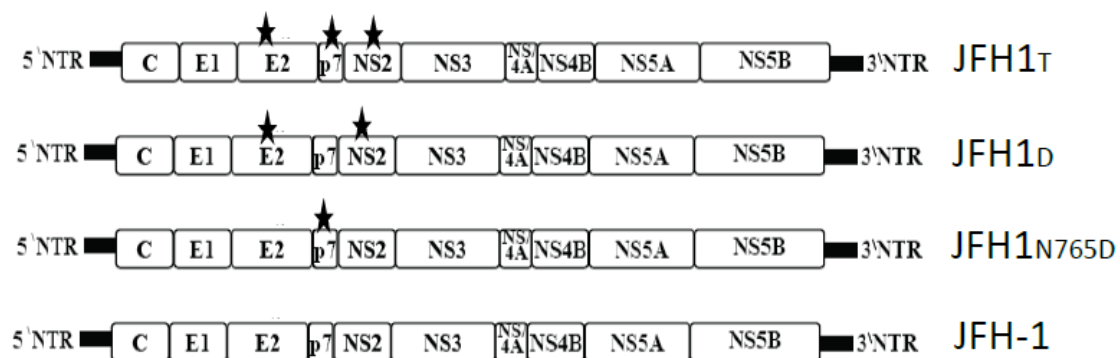 5'NTR C E1 E2 p7 NS2 NS3 NS/4A NS4B NS5A NS5B 3'NTR JFH1T
5'NTR C E1 E2 p7 NS2 NS3 NS/4A NS4B NS5A NS5B 3'NTR JFH1D
5'NTR C E1 E2 p7 NS2 NS3 NS/4A NS4B NS5A NS5B 3'NTR JFH1N765D
5'NTR C E1 E2 p7 NS2 NS3 NS/4A NS4B NS5A NS5B 3'NTR JFH-1